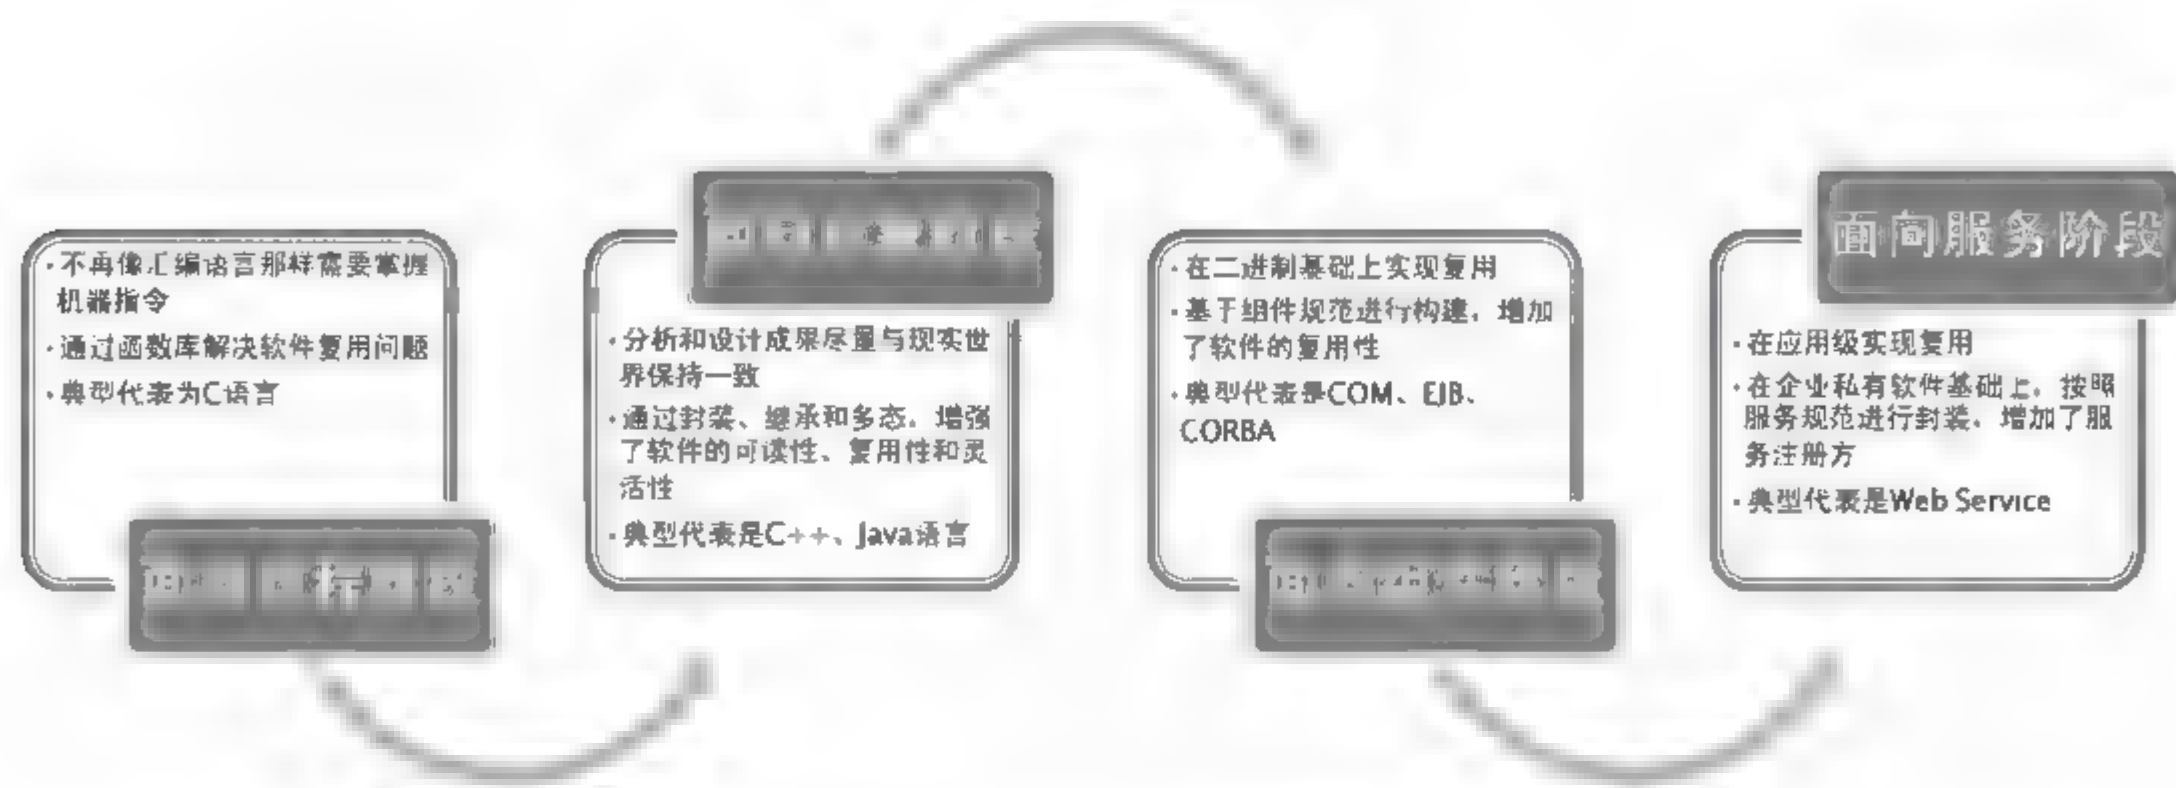 · 不再像汇编语言那样需要掌握
机器指令
· 通过函数库解决软件复用问题
· 典型代表为C语言
· 分析和设计成果尽量与现实世
界保持一致
· 通过封装、继承和多态，增强
了软件的可读性、复用性和灵
活性
· 典型代表是C++、Java语言
· 在二进制基础上实现复用
· 基于组件规范进行构建，增加
了软件的复用性
· 典型代表是COM、EJB、
CORBA
面向服务阶段
· 在应用级实现复用
· 在企业私有软件基础上，按照
服务规范进行封装，增加了服
务注册方
· 典型代表是Web Service